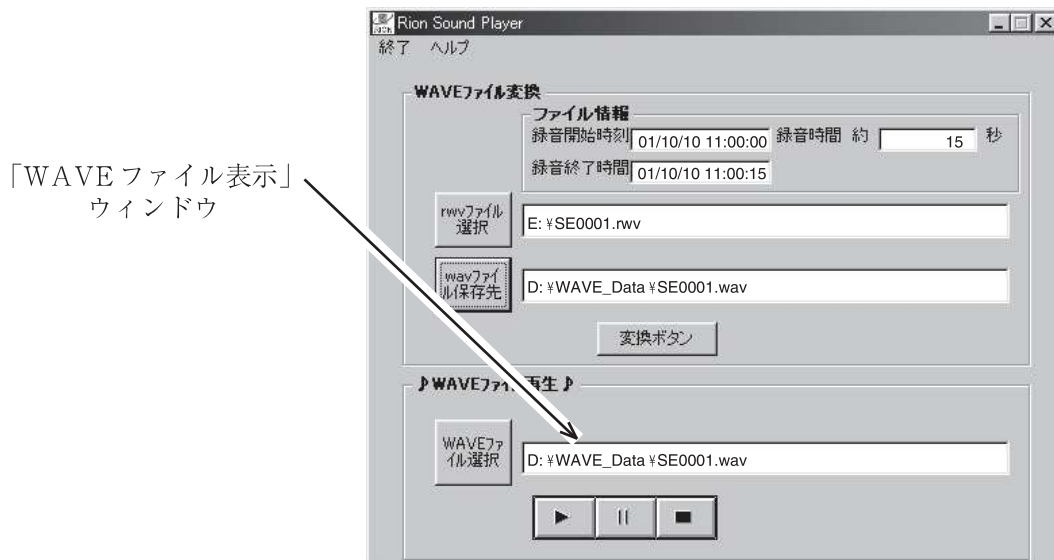 Rion Sound Player
終了 ヘルプ
WAVEファイル変換
ファイル情報
録音開始時刻 01/10/10 11:00:00 録音時間 約 15 秒
録音終了時間 01/10/10 11:00:15
「WAVEファイル表示」
ウィンドウ
rwvファイル
選択
E: ¥SE0001.rwv
wavファイ
ル保存先
D: ¥WAVE_Data ¥SE0001.wav
変換ボタン
♪WAVEファイル再生♪
WAVEファ
イル選択
D: ¥WAVE_Data ¥SE0001.wav